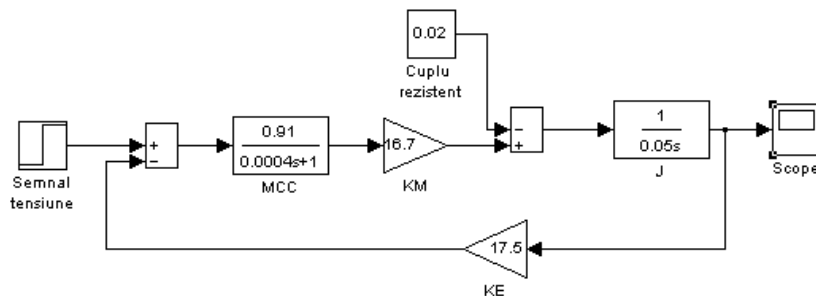 0.02
Cuplu
rezistent
Semnal
tensiune
+
−
0.91
0.0004s+1
MCC
16.7
KM
−
+
1
0.05s
J
Scope
17.5
KE